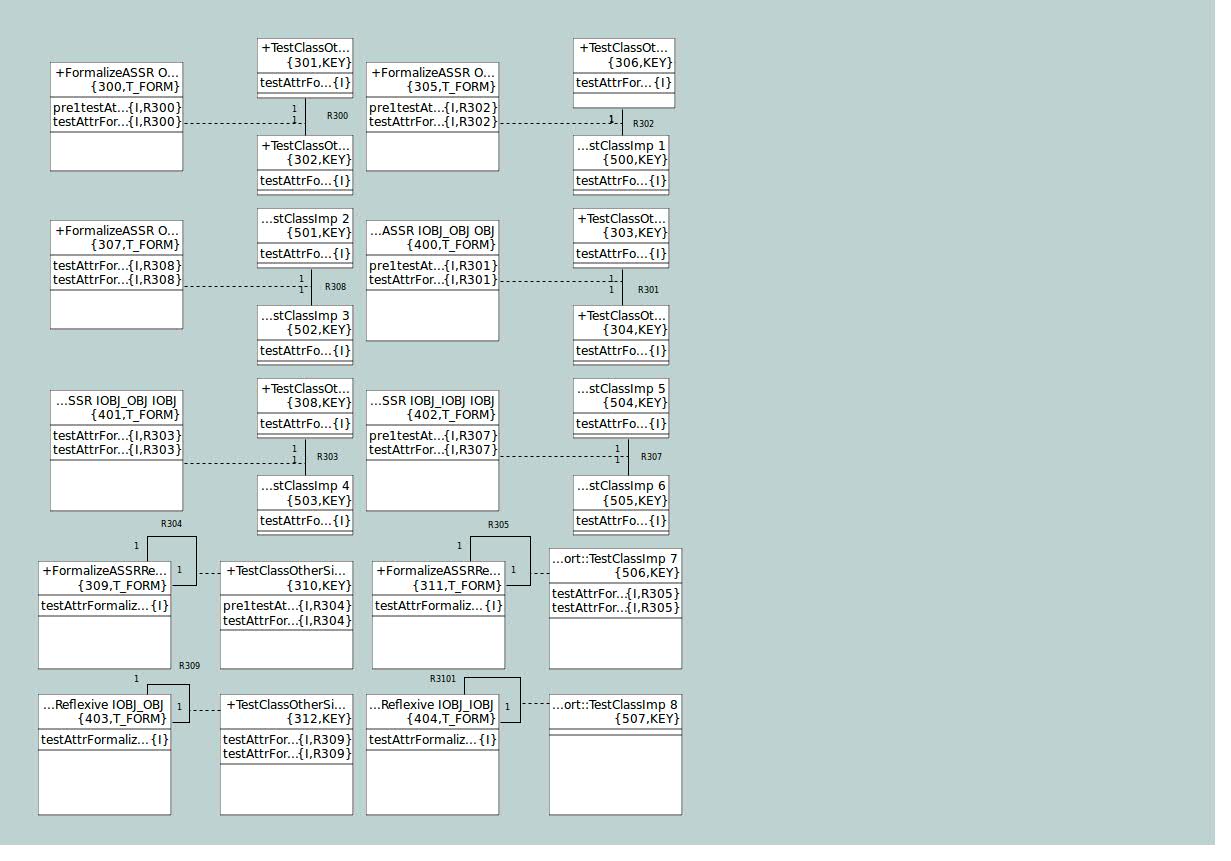 +TestClassOt...
{301,KEY}
testAttrFo...{I}
+FormalizeASSR O...
{300,T_FORM}
pre1testAt...{I,R300}
testAttrFor...{I,R300}
1
1
R300
+TestClassOt...
{302,KEY}
testAttrFo...{I}
+FormalizeASSR O...
{305,T_FORM}
pre1testAt...{I,R302}
testAttrFor...{I,R302}
+TestClassOt...
{306,KEY}
testAttrFor...{I}
1
R302
...stClassImp 1
{500,KEY}
testAttrFo...{I}
+FormalizeASSR O...
{307,T_FORM}
testAttrFor...{I,R308}
testAttrFor...{I,R308}
...stClassImp 2
{501,KEY}
testAttrFo...{I}
1
1
R308
...stClassImp 3
{502,KEY}
testAttrFo...{I}
...ASSR IOBJ_OBJ OBJ
{400,T_FORM}
pre1testAt...{I,R301}
testAttrFor...{I,R301}
+TestClassOt...
{303,KEY}
testAttrFo...{I}
1
1
R301
+TestClassOt...
{304,KEY}
testAttrFo...{I}
...SSR IOBJ_OBJ IOBJ
{401,T_FORM}
testAttrFor...{I,R303}
testAttrFor...{I,R303}
+TestClassOt...
{308,KEY}
testAttrFo...{I}
1
1
R303
...stClassImp 4
{503,KEY}
testAttrFo...{I}
...SSR IOBJ_IOBJ IOBJ
{402,T_FORM}
pre1testAt...{I,R307}
testAttrFor...{I,R307}
...stClassImp 5
{504,KEY}
testAttrFo...{I}
1
1
R307
...stClassImp 6
{505,KEY}
testAttrFo...{I}
R304
1
1
+FormalizeASSRRe...
{309,T_FORM}
testAttrFormaliz...{I}
+TestClassOtherSi...
{310,KEY}
pre1testAt...{I,R304}
testAttrFor...{I,R304}
R305
1
1
+FormalizeASSRRe...
{311,T_FORM}
testAttrFormaliz...{I}
...ort::TestClassImp 7
{506,KEY}
testAttrFor...{I,R305}
testAttrFor...{I,R305}
R309
1
1
...Reflexive IOBJ_OBJ
{403,T_FORM}
testAttrFormaliz...{I}
+TestClassOtherSi...
{312,KEY}
testAttrFor...{I,R309}
testAttrFor...{I,R309}
R3101
1
...Reflexive IOBJ_IOBJ
{404,T_FORM}
testAttrFormaliz...{I}
...ort::TestClassImp 8
{507,KEY}